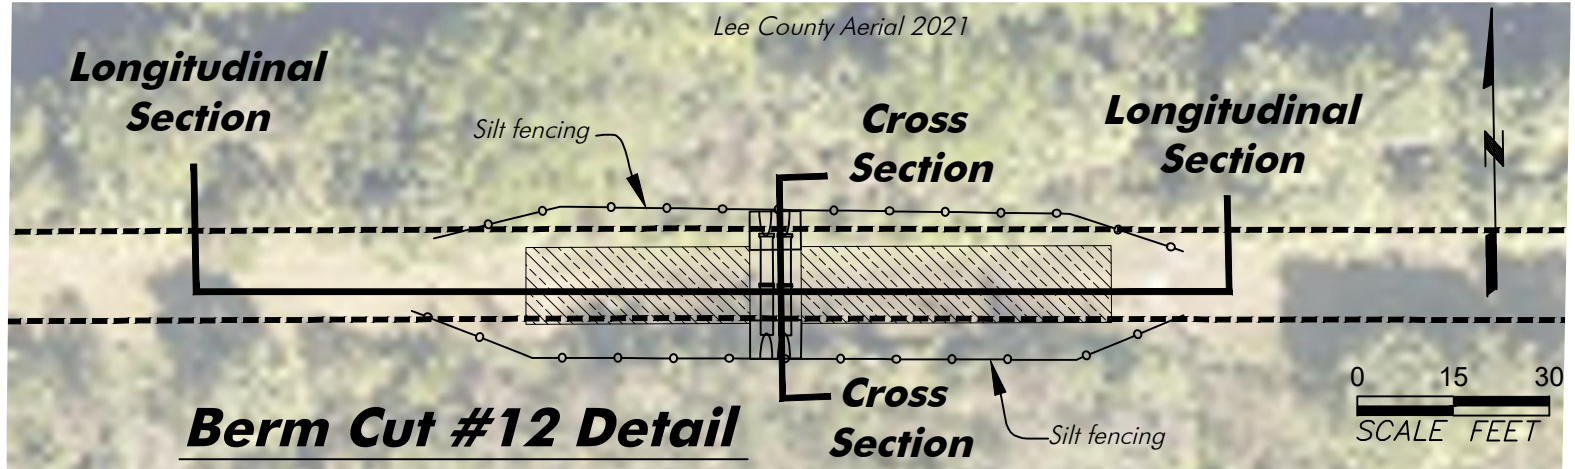 Lee County Aerial 2021
Longitudinal
Section
Silt fencing
Cross
Section
Longitudinal
Section
N
Berm Cut #12 Detail
Cross
Section
Silt fencing
0 15 30
SCALE FEET